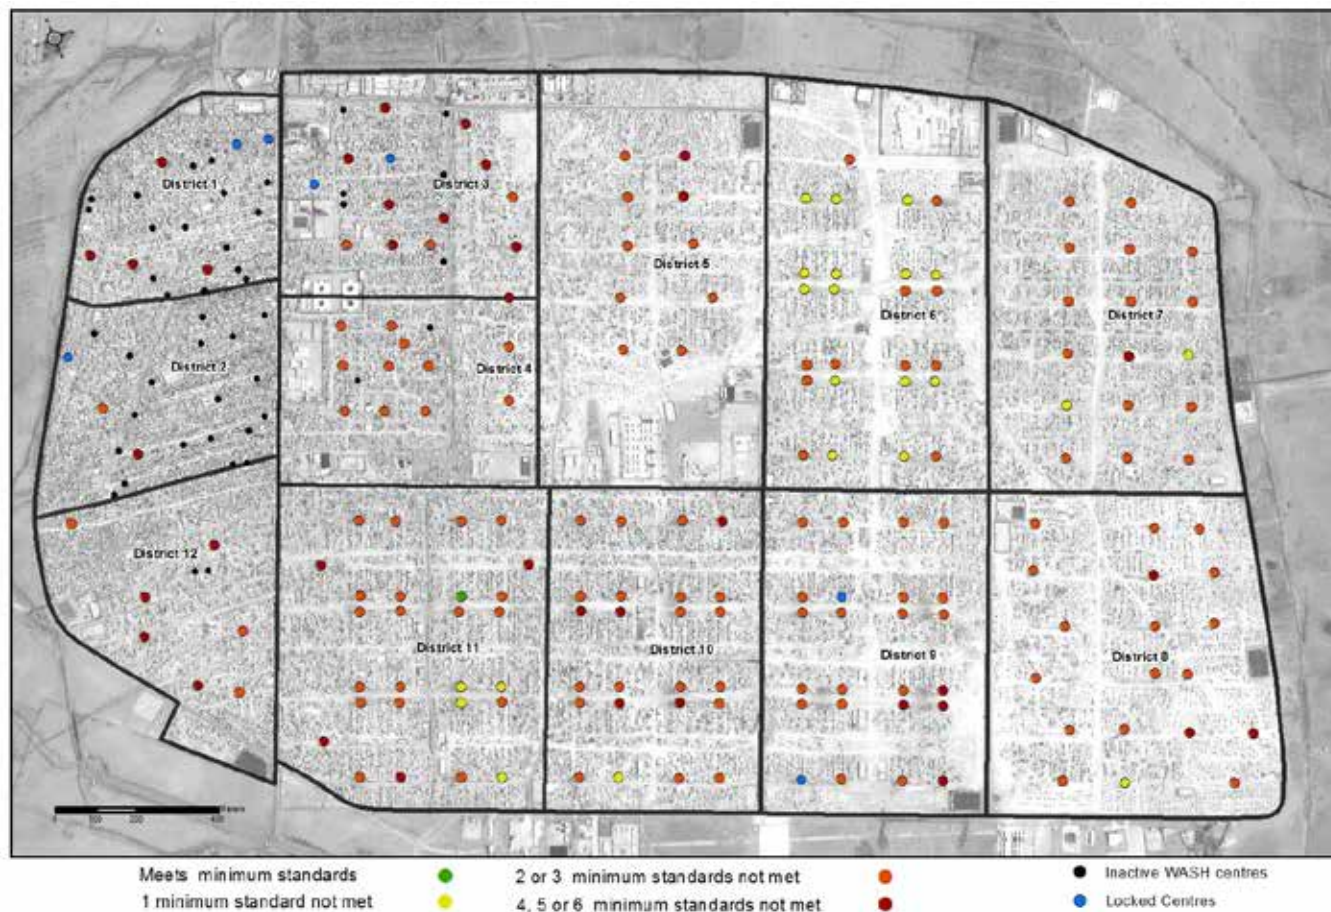 District 1
District 3
District 5
District 6
District 7
District 2
District 4
District 12
District 11
District 10
District 9
District 8
Meets minimum standards
2 or 3 minimum standards not met
Inactive WASH centres
1 minimum standard not met
4, 5 or 6 minimum standards not met
Locked Centres